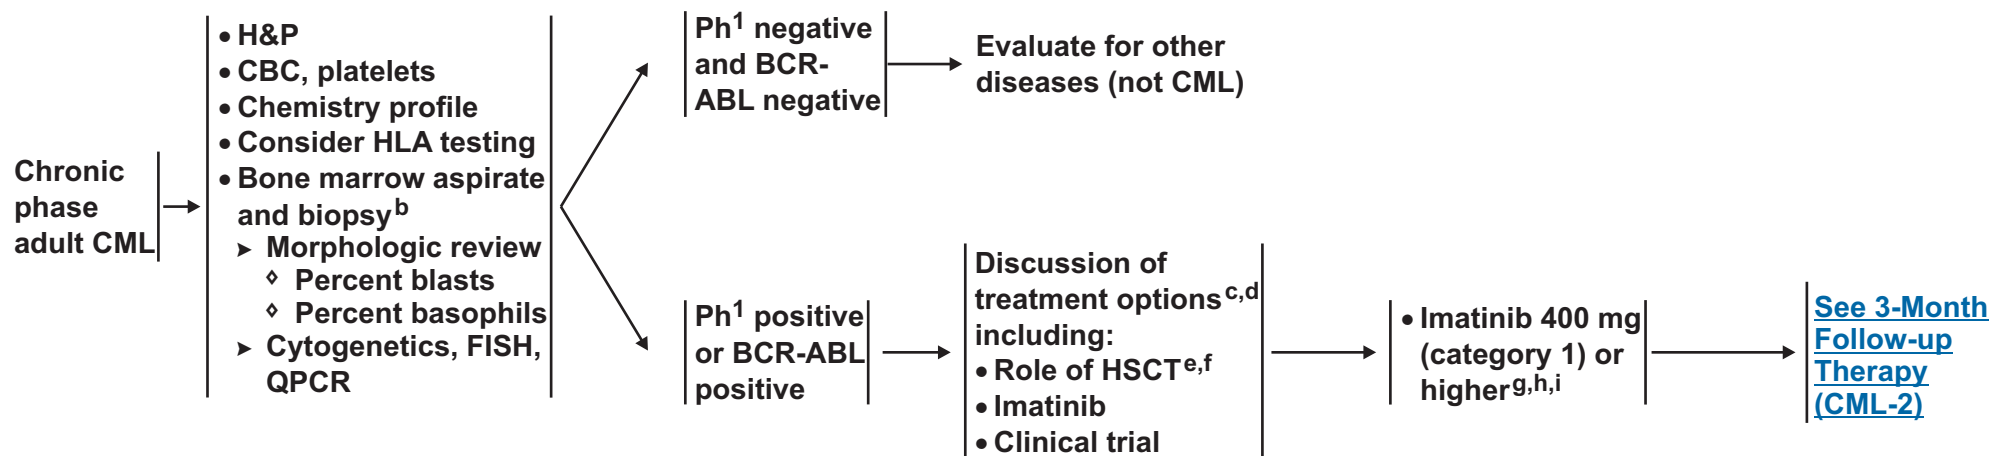 Chronic
phase
adult CML
• H&P
• CBC, platelets
• Chemistry profile
• Consider HLA testing
• Bone marrow aspirate
and biopsy b
➤ Morphologic review
◊ Percent blasts
◊ Percent basophils
➤ Cytogenetics, FISH,
QPCR
Ph1 negative
and BCR-
ABL negative
Evaluate for other
diseases (not CML)
Ph1 positive
or BCR-ABL
positive
Discussion of
treatment options c,d
including:
• Role of HSCT e,f
• Imatinib
• Clinical trial
• Imatinib 400 mg
(category 1) or
higher g,h,i
See 3-Month
Follow-up
Therapy
(CML-2)